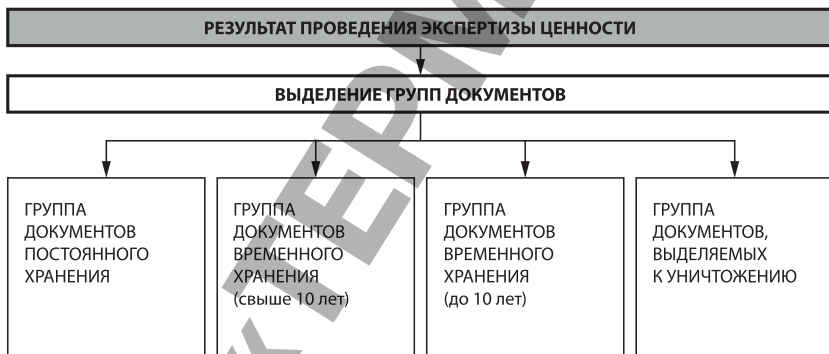 РЕЗУЛЬТАТ ПРОВЕДЕНИЯ ЭКСПЕРТИЗЫ ЦЕННОСТИ
ВЫДЕЛЕНИЕ ГРУПП ДОКУМЕНТОВ
ГРУППА
ДОКУМЕНТОВ
ПОСТОЯННОГО
ХРАНЕНИЯ
ГРУППА
ДОКУМЕНТОВ
ВРЕМЕННОГО
ХРАНЕНИЯ
(свыше 10 лет)
ГРУППА
ДОКУМЕНТОВ
ВРЕМЕННОГО
ХРАНЕНИЯ
(до 10 лет)
ГРУППА
ДОКУМЕНТОВ,
ВЫДЕЛЯЕМЫХ
К УНИЧТОЖЕНИЮ